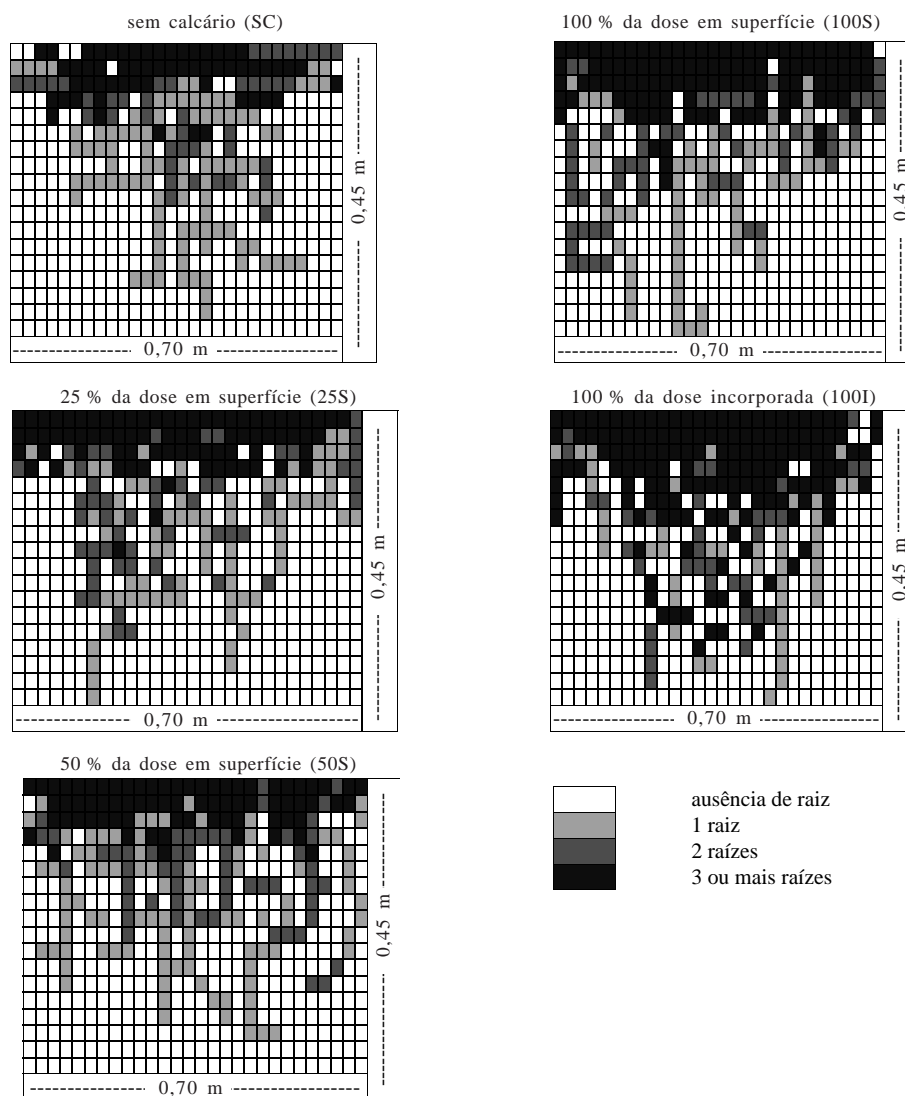 sem calcário (SC)
0,45 m
0,70 m
100 % da dose em superfície (100S)
0,45 m
0,70 m
25 % da dose em superfície (25S)
0,45 m
0,70 m
100 % da dose incorporada (100I)
0,45 m
0,70 m
50 % da dose em superfície (50S)
0,45 m
0,70 m
ausência de raiz
1 raiz
2 raízes
3 ou mais raízes